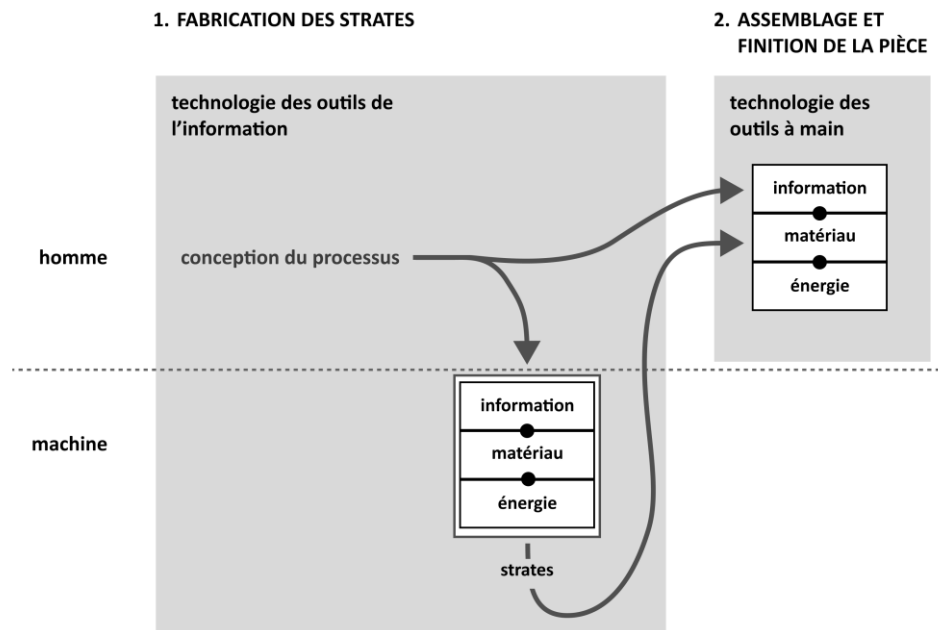 1. FABRICATION DES STRATES
2. ASSEMBLAGE ET
FINITION DE LA PIÈCE
technologie des outils de
l’information
technologie des
outils à main
information
matériau
énergie
homme
conception du processus
machine
information
matériau
énergie
strates